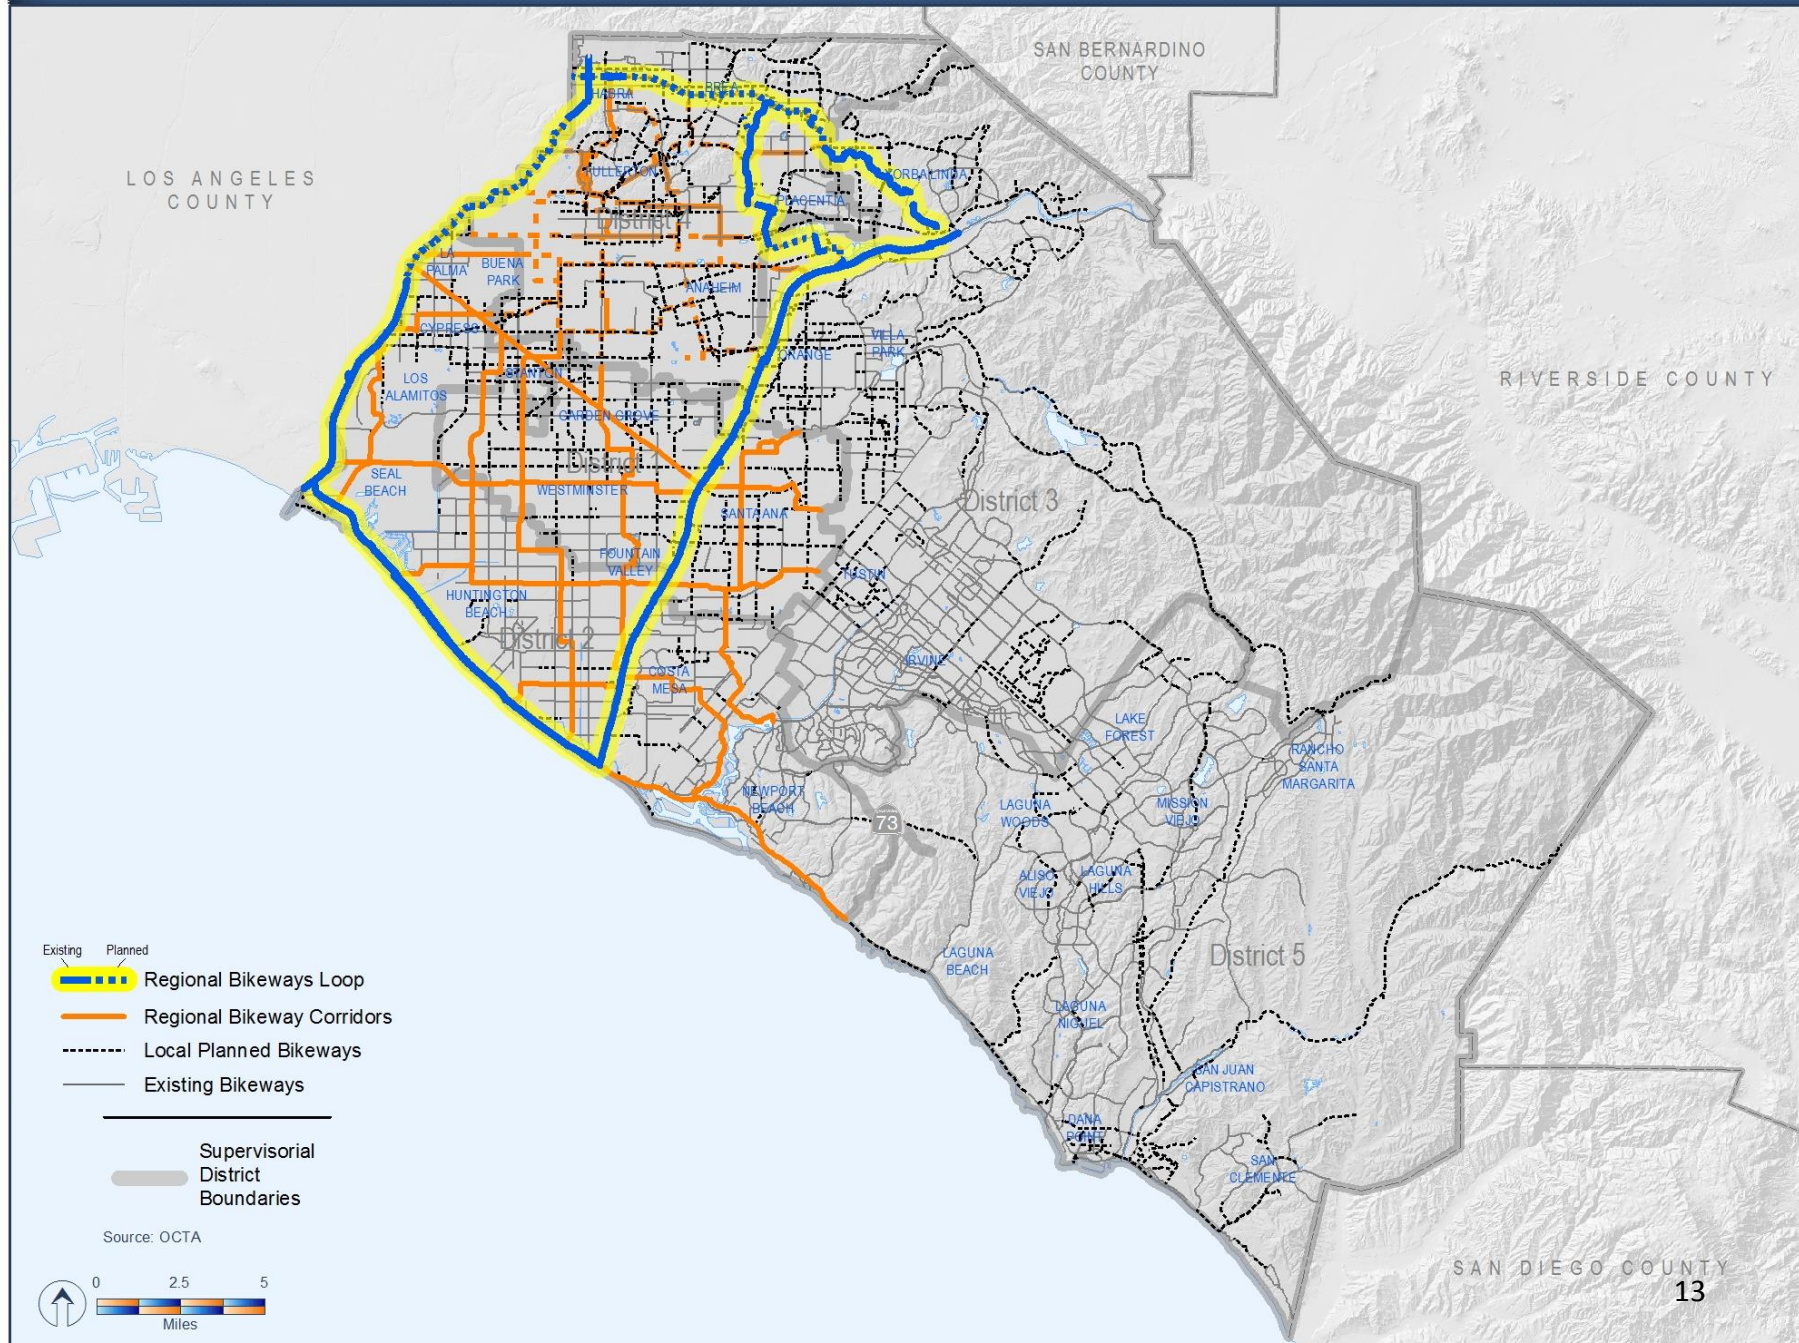 SAN BERNARDINO
COUNTY
HABRA
BREA
LOS ANGELES
COUNTY
FULLERTON
YORBA LINDA
PLACENTIA
District 4
LA
PALMA
BUENA
PARK
ANAHEIM
CYPRESS
VILLA
PARK
ORANGE
STANTON
LOS
ALAMITOS
RIVERSIDE COUNTY
GARDEN GROVE
District 1
SEAL
BEACH
WESTMINSTER
SANTA ANA
District 3
FOUNTAIN
VALLEY
TUSTIN
HUNTINGTON
BEACH
District 2
IRVINE
COSTA
MESA
LAKE
FOREST
RANCHO
SANTA
MARGARITA
NEWPORT
BEACH
LAGUNA
WOODS
MISSION
VIEJO
73
ALISO
VIEJO
LAGUNA
HILLS
LAGUNA
BEACH
District 5
LAGUNA
NIGUEL
SAN JUAN
CAPISTRANO
DANA
POINT
SAN
CLEMENTE
SAN DIEGO COUNTY
13
Existing Planned
Regional Bikeways Loop
Regional Bikeway Corridors
Local Planned Bikeways
Existing Bikeways
Supervisorial
District
Boundaries
Source: OCTA
0 2.5 5
Miles